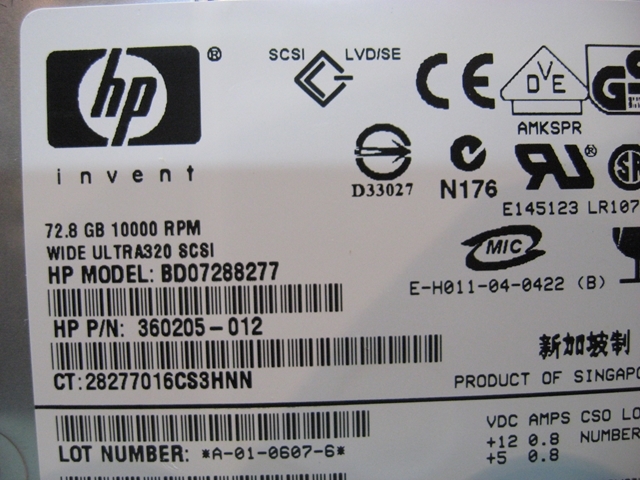 hp ®
SCSI LVD/SE
CE
DVE
GS
AMKSPR
invent
D33027
N176
®
E145123 LR107
72.8 GB 10000 RPM
WIDE ULTRA320 SCSI
HP MODEL: BD07288277
MIC
E-H011-04-0422 (B)
HP P/N: 360205-012
新加坡制
CT: 28277016CS3HNN
PRODUCT OF SINGAPO
VDC AMPS CSO LO
+12 0.8 NUMBER
+5 0.8
LOT NUMBER: *A-01-0607-6*